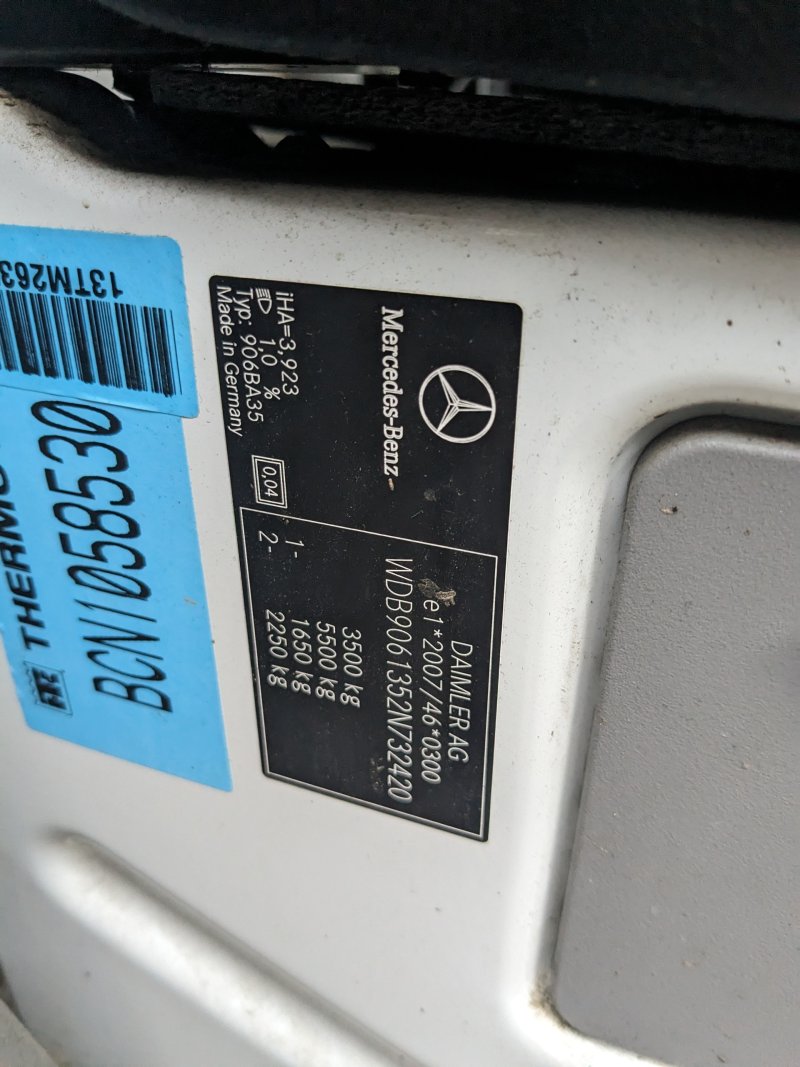 Mercedes-Benz
iHA=3,923
1,0 %
Typ: 906BA35
Made in Germany
0,04
DAIMLER AG
e1*2007/46*0300
WDB9061352N732420
3500 kg
5500 kg
1- 1650 kg
2- 2250 kg
13TM263
THERMO
BCN1058530